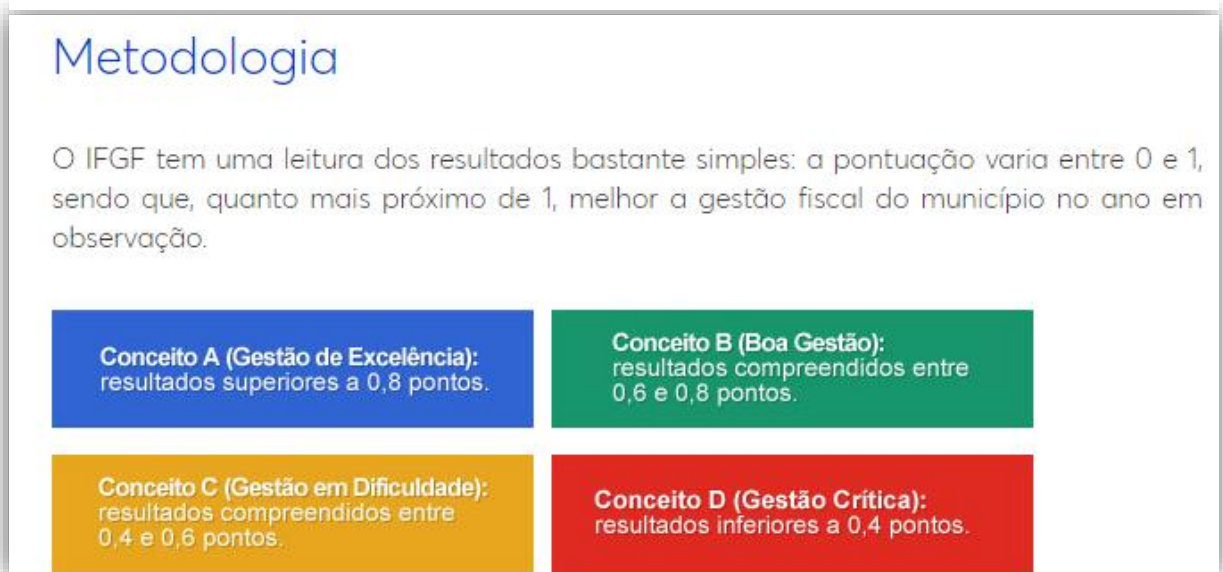 Metodologia
O IFGF tem uma leitura dos resultados bastante simples: a pontuação varia entre 0 e 1,
sendo que, quanto mais próximo de 1, melhor a gestão fiscal do município no ano em
observação.
Conceito A (Gestão de Excelência):
resultados superiores a 0,8 pontos.
Conceito B (Boa Gestão):
resultados compreendidos entre
0,6 e 0,8 pontos.
Conceito C (Gestão em Dificuldade):
resultados compreendidos entre
0,4 e 0,6 pontos.
Conceito D (Gestão Crítica):
resultados inferiores a 0,4 pontos.